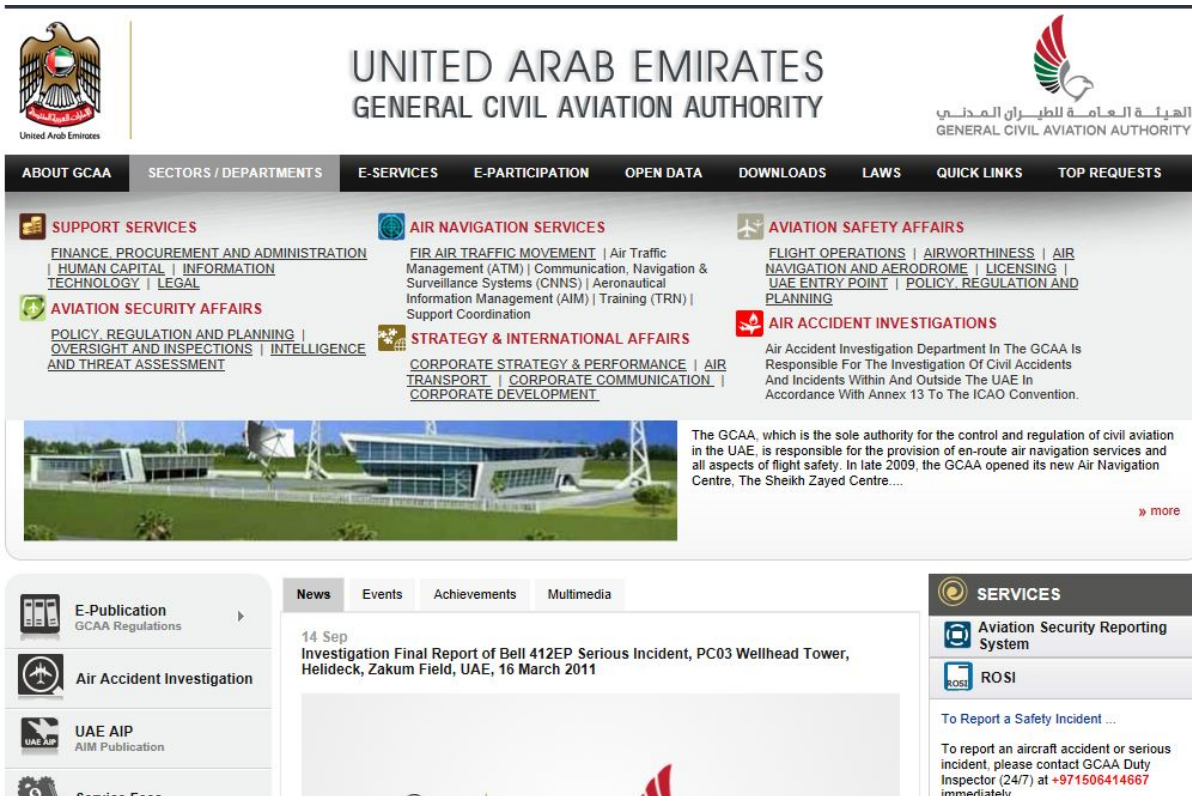 United Arab Emirates
UNITED ARAB EMIRATES
GENERAL CIVIL AVIATION AUTHORITY
الهيئة العامة للطيران المدني
GENERAL CIVIL AVIATION AUTHORITY
ABOUT GCAA SECTORS / DEPARTMENTS E-SERVICES E-PARTICIPATION OPEN DATA DOWNLOADS LAWS QUICK LINKS TOP REQUESTS
SUPPORT SERVICES
FINANCE, PROCUREMENT AND ADMINISTRATION
| HUMAN CAPITAL | INFORMATION
TECHNOLOGY | LEGAL
AVIATION SECURITY AFFAIRS
POLICY, REGULATION AND PLANNING |
OVERSIGHT AND INSPECTIONS | INTELLIGENCE
AND THREAT ASSESSMENT
AIR NAVIGATION SERVICES
FIR AIR TRAFFIC MOVEMENT | Air Traffic
Management (ATM) | Communication, Navigation &
Surveillance Systems (CNNS) | Aeronautical
Information Management (AIM) | Training (TRN) |
Support Coordination
STRATEGY & INTERNATIONAL AFFAIRS
CORPORATE STRATEGY & PERFORMANCE | AIR
TRANSPORT | CORPORATE COMMUNICATION |
CORPORATE DEVELOPMENT
AVIATION SAFETY AFFAIRS
FLIGHT OPERATIONS | AIRWORTHINESS | AIR
NAVIGATION AND AERODROME | LICENSING |
UAE ENTRY POINT | POLICY, REGULATION AND
PLANNING
AIR ACCIDENT INVESTIGATIONS
Air Accident Investigation Department In The GCAA Is
Responsible For The Investigation Of Civil Accidents
And Incidents Within And Outside The UAE In
Accordance With Annex 13 To The ICAO Convention.
The GCAA, which is the sole authority for the control and regulation of civil aviation
in the UAE, is responsible for the provision of en-route air navigation services and
all aspects of flight safety. In late 2009, the GCAA opened its new Air Navigation
Centre, The Sheikh Zayed Centre....
» more
E-Publication
GCAA Regulations
Air Accident Investigation
UAE AIP
UAE AIP
AIM Publication
News Events Achievements Multimedia
14 Sep
Investigation Final Report of Bell 412EP Serious Incident, PC03 Wellhead Tower,
Helideck, Zakum Field, UAE, 16 March 2011
SERVICES
Aviation Security Reporting
System
ROSI
ROSI
To Report a Safety Incident ...
To report an aircraft accident or serious
incident, please contact GCAA Duty
Inspector (24/7) at +971506414667
immediately